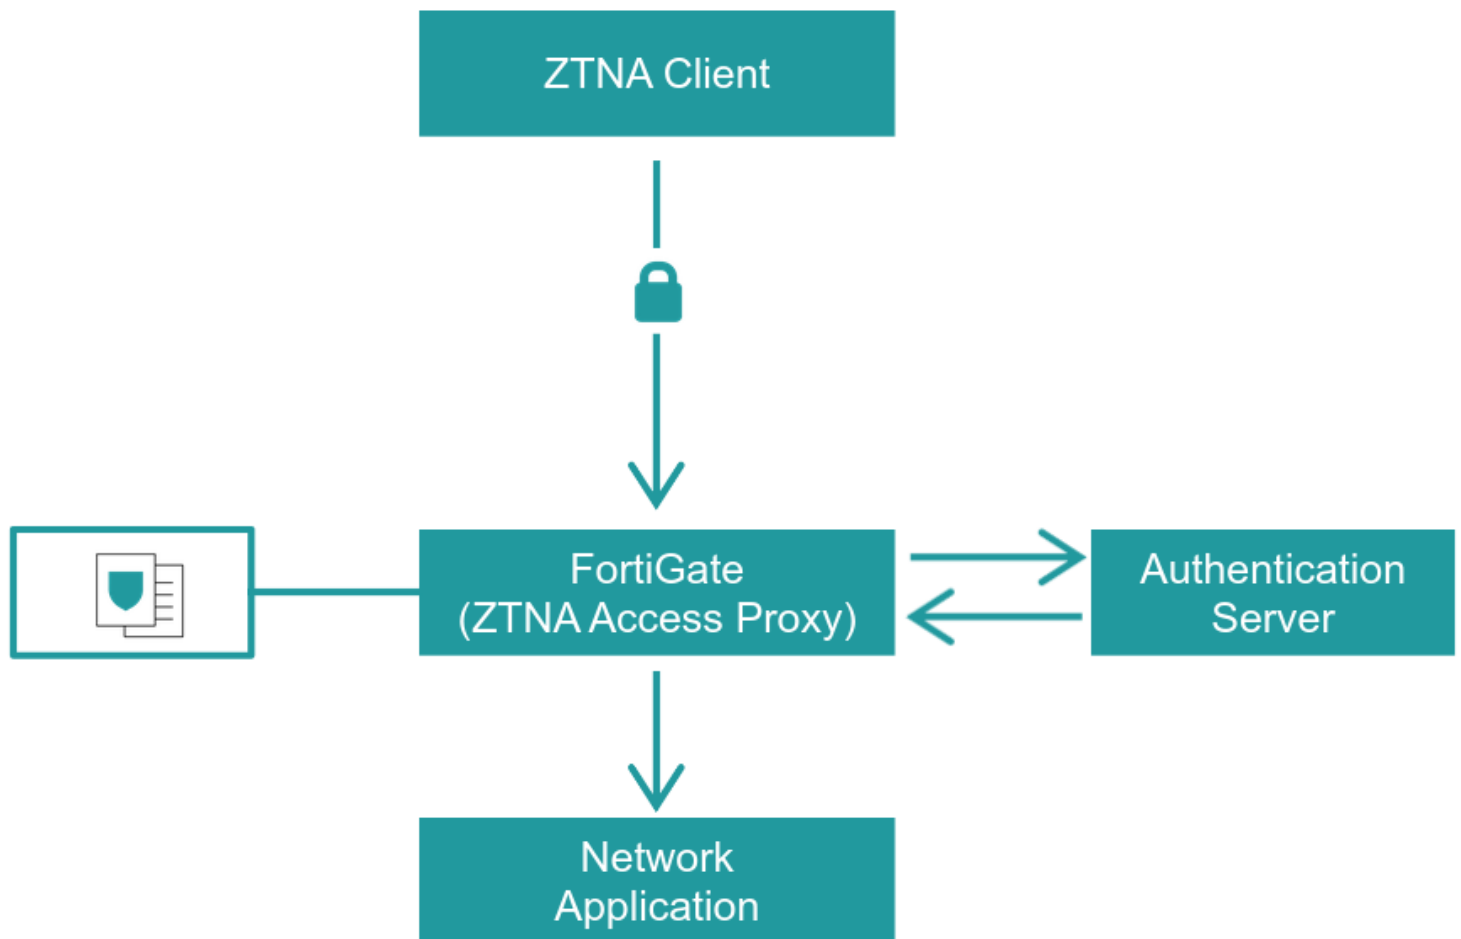 ZTNA Client
FortiGate
(ZTNA Access Proxy)
Authentication
Server
Network
Application